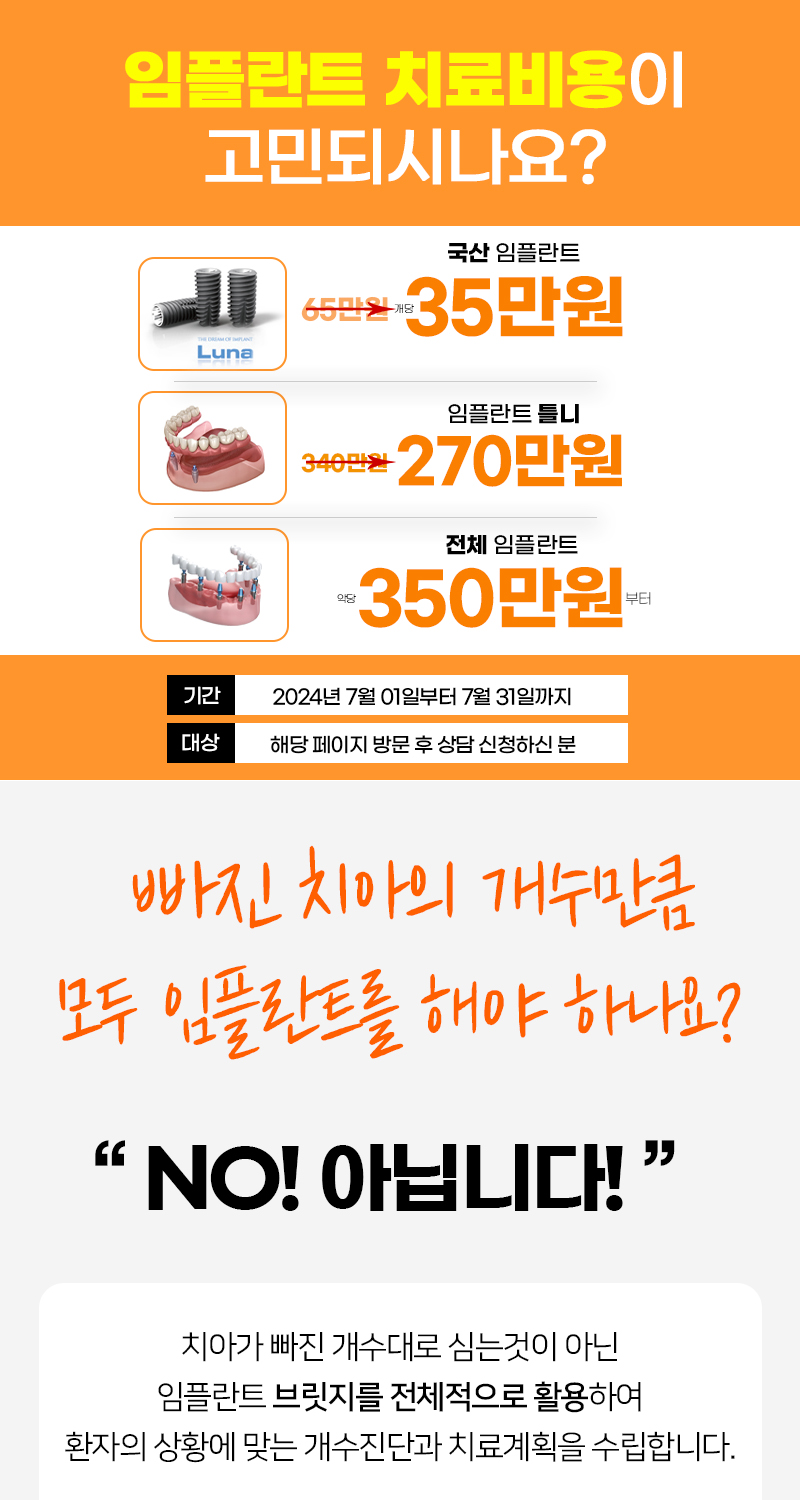 임플란트 치료비용이
고민되시나요?
국산 임플란트
65만원 개당 35만원
THE DREAM OF IMPLANT
Luna
임플란트 틀니
340만원 270만원
전체 임플란트
악당 350만원부터
기간 2024년 7월 01일부터 7월 31일까지
대상 해당 페이지 방문 후 상담 신청하신 분
빠진 치아의 개수만큼
모두 임플란트를 해야 하나요?
“ NO! 아닙니다! ”
치아가 빠진 개수대로 심는것이 아닌
임플란트 브릿지를 전체적으로 활용하여
환자의 상황에 맞는 개수진단과 치료계획을 수립합니다.